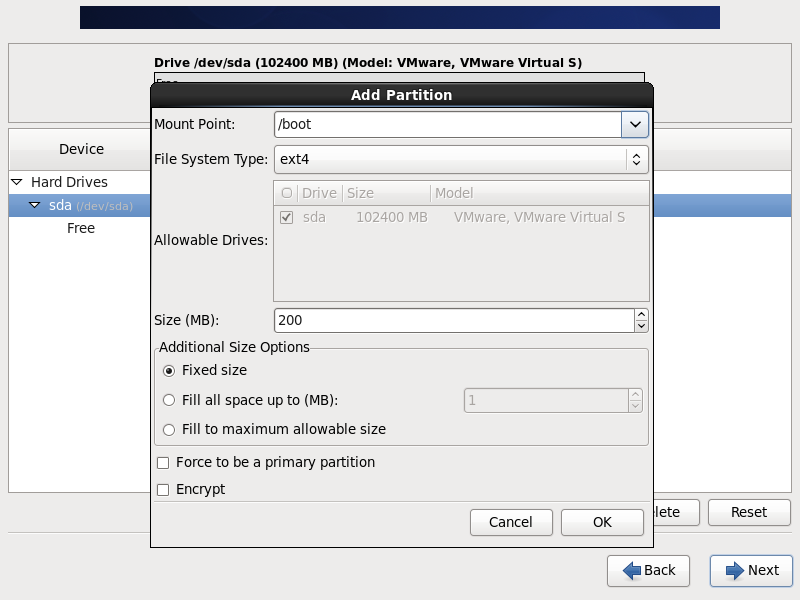 Drive /dev/sda (102400 MB) (Model: VMware, VMware Virtual S)
Free
Add Partition
Mount Point: /boot
File System Type: ext4
Drive Size Model
sda 102400 MB VMware, VMware Virtual S
Allowable Drives:
Size (MB): 200
Additional Size Options
Fixed size
Fill all space up to (MB): 1
Fill to maximum allowable size
Force to be a primary partition
Encrypt
Cancel OK
Device
Hard Drives
sda (/dev/sda)
Free
lete Reset
Back Next